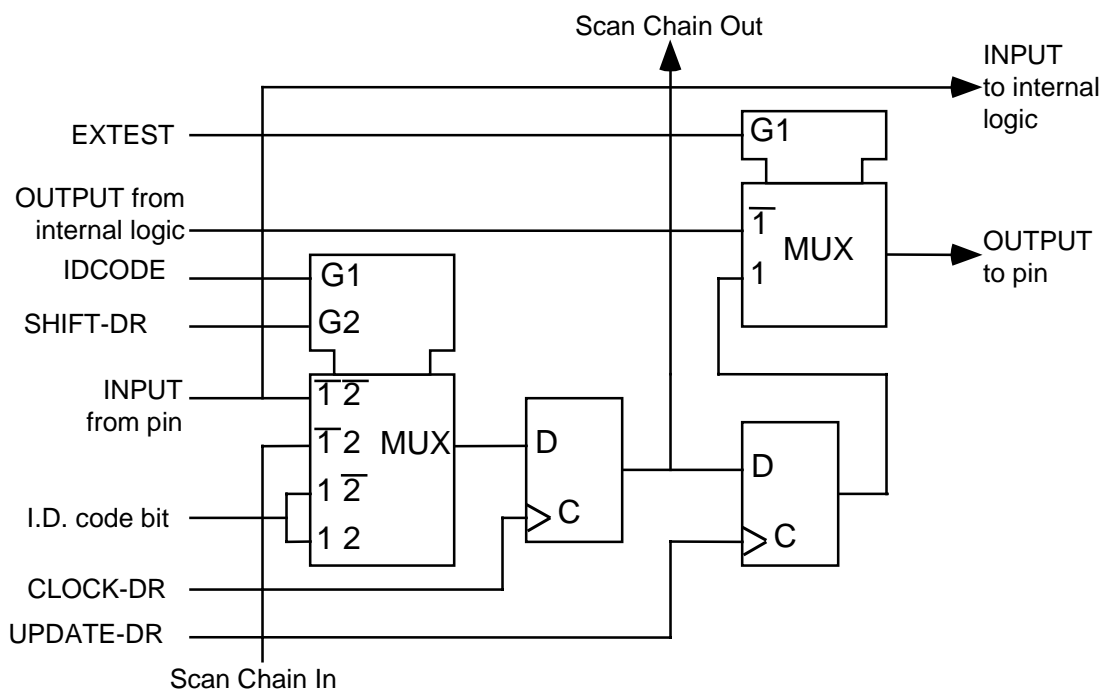 Scan Chain Out
INPUT
to internal
logic
EXTEST
G1
OUTPUT from
internal logic
1̅
MUX
1
OUTPUT
to pin
IDCODE
G1
SHIFT-DR
G2
INPUT
from pin
1̅ 2̅
1̅ 2
MUX
1 2̅
1 2
D
C
D
C
I.D. code bit
CLOCK-DR
UPDATE-DR
Scan Chain In